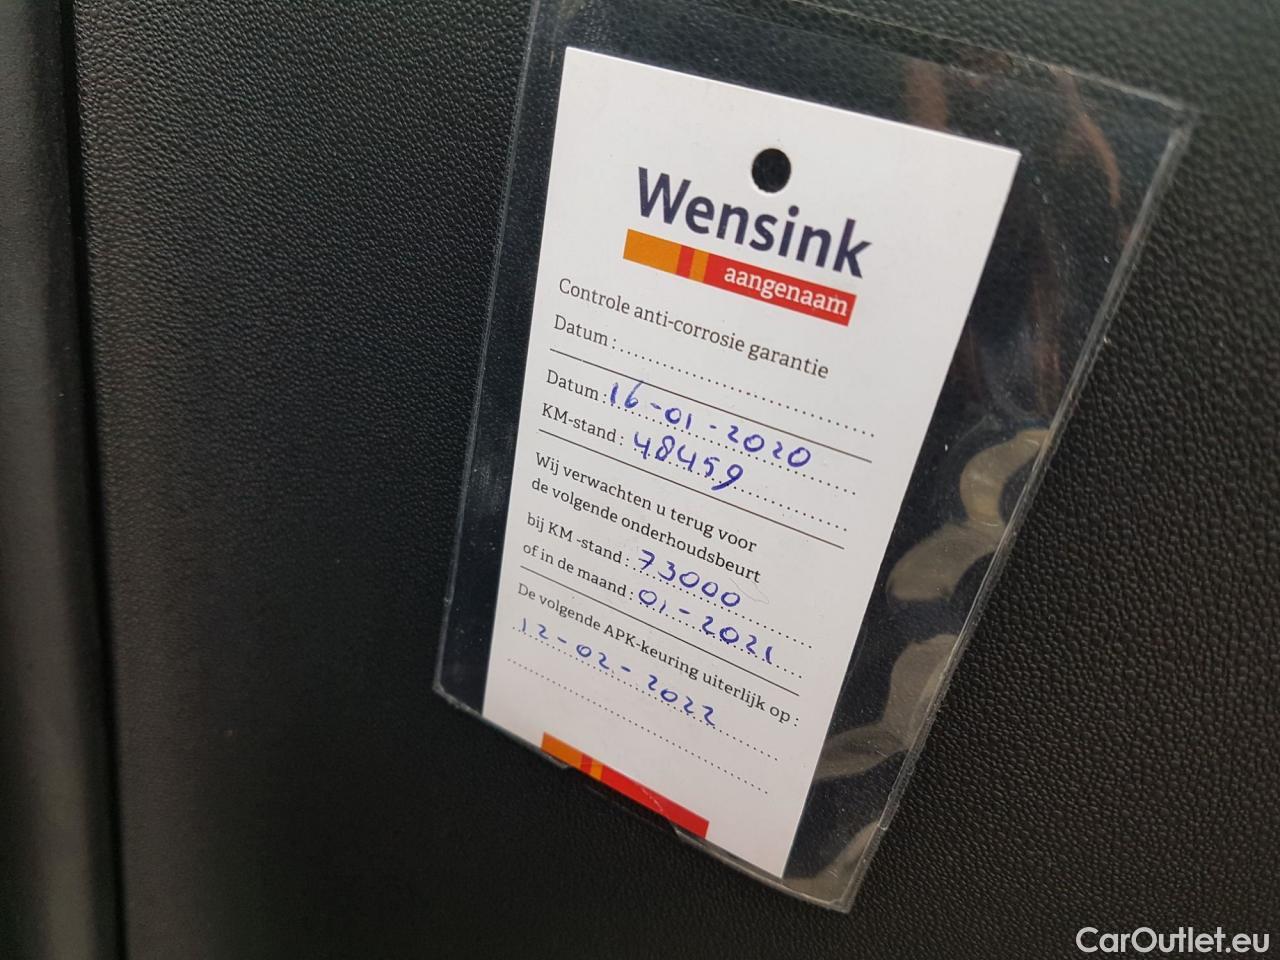 Wensink
aangenaam
Controle anti-corrosie garantie
Datum :
Datum : 16-01-2020
KM-stand : 48459
Wij verwachten u terug voor
de volgende onderhoudsbeurt
bij KM -stand : 73000
of in de maand : 01-2021
De volgende APK-keuring uiterlijk op :
12-02-2022
CarOutlet.eu